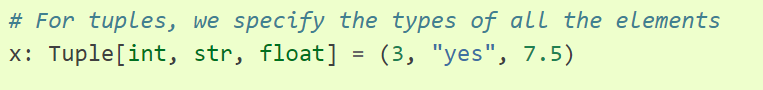 # For tuples, we specify the types of all the elements
x: Tuple[int, str, float] = (3, "yes", 7.5)